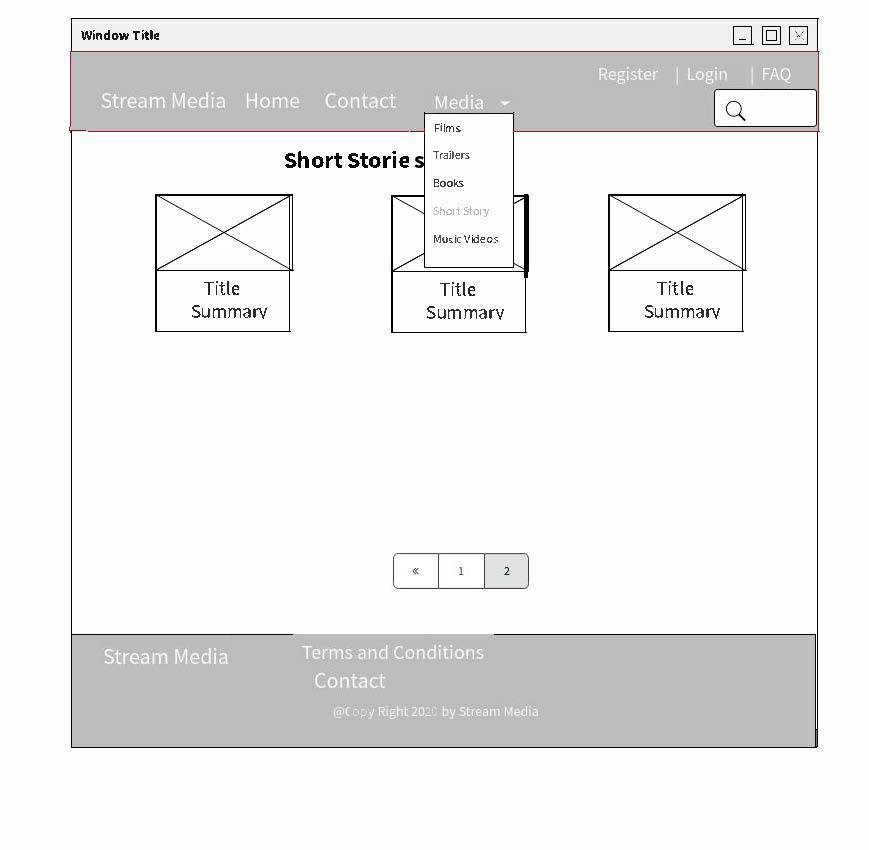 Window Title
Register | Login | FAQ
Stream Media Home Contact Media
Films
Trailers
Books
Short Story
Music Videos
Short Stories
Title
Summary
Title
Summary
Title
Summary
« 1 2
Stream Media
Terms and Conditions
Contact
@Copy Right 2020 by Stream Media